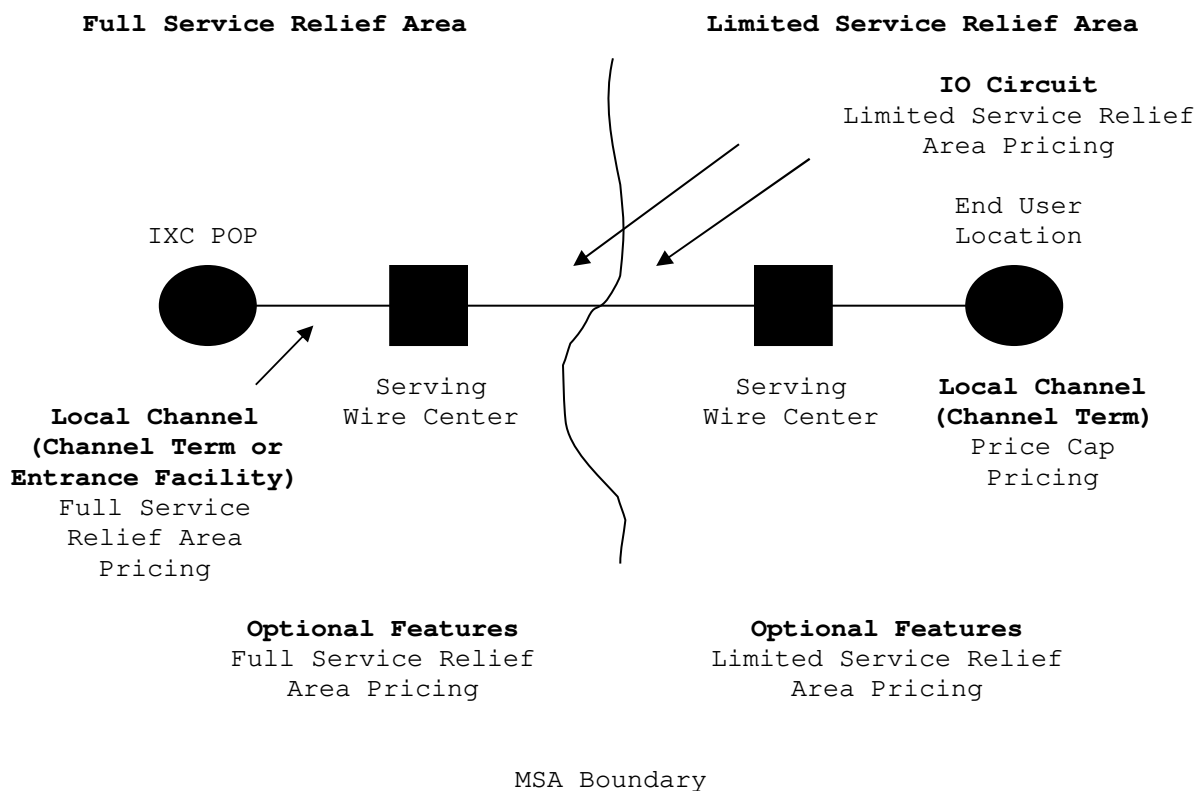 Full Service Relief Area
Limited Service Relief Area
IO Circuit
Limited Service Relief
Area Pricing
IXC POP
End User
Location
Serving
Wire Center
Serving
Wire Center
Local Channel
(Channel Term or
Entrance Facility)
Full Service
Relief Area
Pricing
Local Channel
(Channel Term)
Price Cap
Pricing
Optional Features
Full Service Relief
Area Pricing
Optional Features
Limited Service Relief
Area Pricing
MSA Boundary